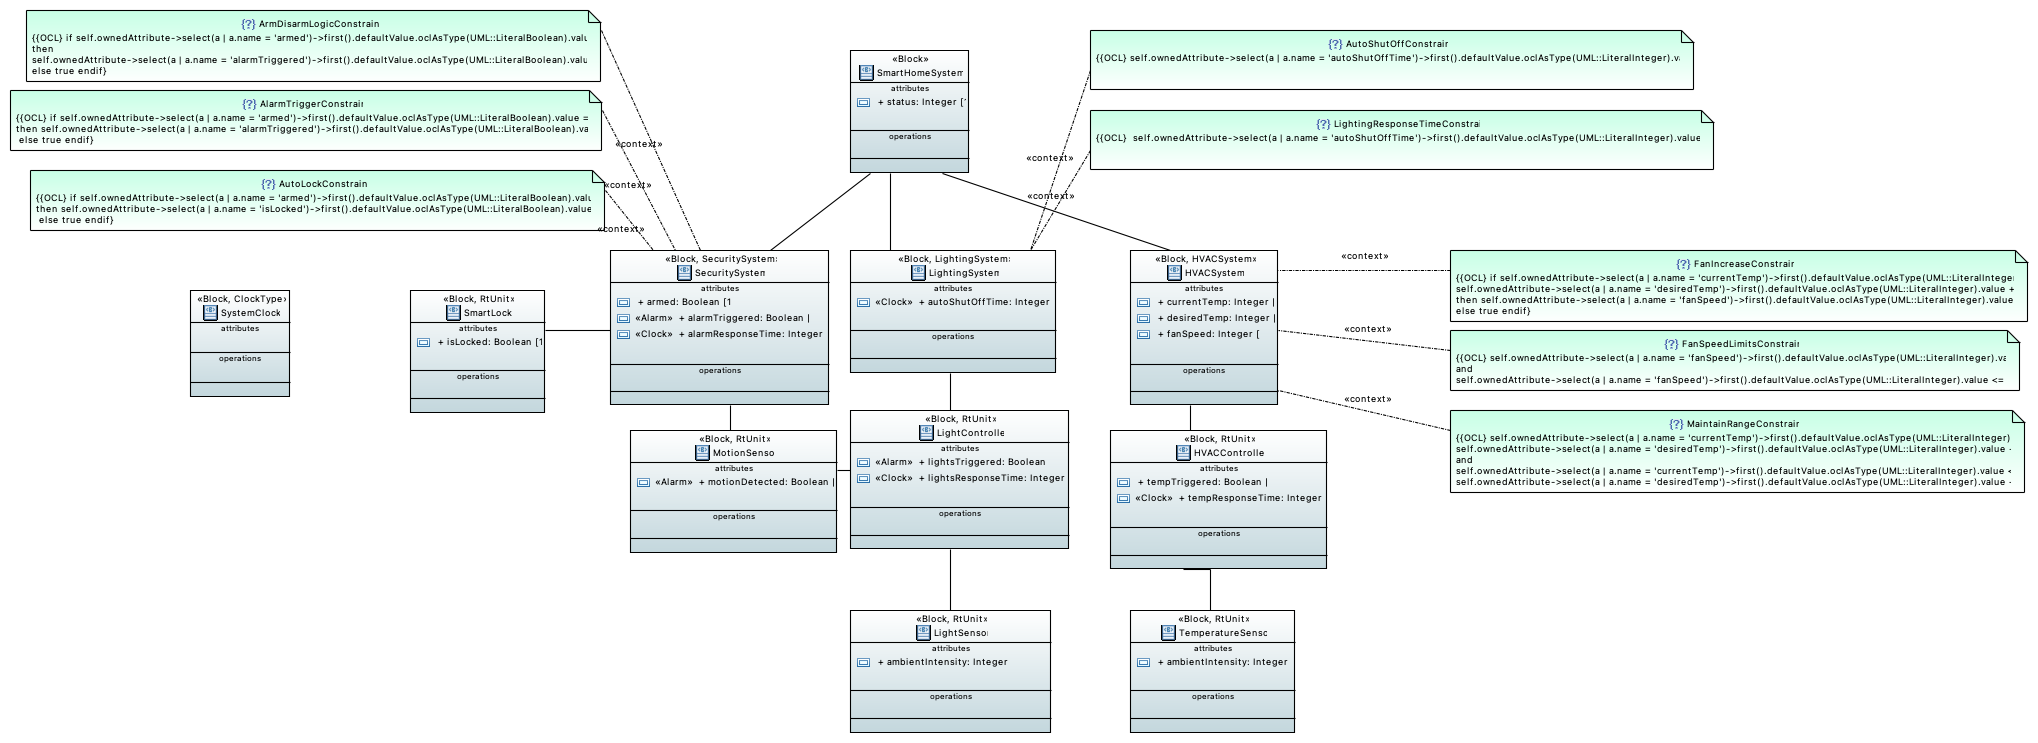 {?} ArmDisarmLogicConstrain
{{OCL} if self.ownedAttribute->select(a | a.name = 'armed')->first().defaultValue.oclAsType(UML::LiteralBoolean).valu
then
self.ownedAttribute->select(a | a.name = 'alarmTriggered')->first().defaultValue.oclAsType(UML::LiteralBoolean).valu
else true endif}
{?} AlarmTriggerConstrain
{{OCL} if self.ownedAttribute->select(a | a.name = 'armed')->first().defaultValue.oclAsType(UML::LiteralBoolean).value =
then self.ownedAttribute->select(a | a.name = 'alarmTriggered')->first().defaultValue.oclAsType(UML::LiteralBoolean).va
else true endif}
{?} AutoLockConstrain
{{OCL} if self.ownedAttribute->select(a | a.name = 'armed')->first().defaultValue.oclAsType(UML::LiteralBoolean).valu
then self.ownedAttribute->select(a | a.name = 'isLocked')->first().defaultValue.oclAsType(UML::LiteralBoolean).value
else true endif}
«context»
«context»
«context»
«Block»
SmartHomeSystem
attributes
+ status: Integer [1
operations
{?} AutoShutOffConstrain
{{OCL} self.ownedAttribute->select(a | a.name = 'autoShutOffTime')->first().defaultValue.oclAsType(UML::LiteralInteger).v
{?} LightingResponseTimeConstrai
{{OCL}  self.ownedAttribute->select(a | a.name = 'autoShutOffTime')->first().defaultValue.oclAsType(UML::LiteralInteger).value
«context»
«context»
«Block, ClockType»
SystemClock
attributes
operations
«Block, RtUnit»
SmartLock
attributes
+ isLocked: Boolean [1
operations
«Block, SecuritySystem»
SecuritySystem
attributes
+ armed: Boolean [1
«Alarm» + alarmTriggered: Boolean [
«Clock» + alarmResponseTime: Integer
operations
«Block, LightingSystem»
LightingSystem
attributes
«Clock» + autoShutOffTime: Integer
operations
«Block, HVACSystem»
HVACSystem
attributes
+ currentTemp: Integer [
+ desiredTemp: Integer [
+ fanSpeed: Integer [
operations
«context»
«context»
«context»
{?} FanIncreaseConstrain
{{OCL} if self.ownedAttribute->select(a | a.name = 'currentTemp')->first().defaultValue.oclAsType(UML::LiteralInteger
self.ownedAttribute->select(a | a.name = 'desiredTemp')->first().defaultValue.oclAsType(UML::LiteralInteger).value +
then self.ownedAttribute->select(a | a.name = 'fanSpeed')->first().defaultValue.oclAsType(UML::LiteralInteger).value
else true endif}
{?} FanSpeedLimitsConstrain
{{OCL} self.ownedAttribute->select(a | a.name = 'fanSpeed')->first().defaultValue.oclAsType(UML::LiteralInteger).va
and
self.ownedAttribute->select(a | a.name = 'fanSpeed')->first().defaultValue.oclAsType(UML::LiteralInteger).value <=
{?} MaintainRangeConstrain
{{OCL} self.ownedAttribute->select(a | a.name = 'currentTemp')->first().defaultValue.oclAsType(UML::LiteralInteger)
self.ownedAttribute->select(a | a.name = 'desiredTemp')->first().defaultValue.oclAsType(UML::LiteralInteger).value -
and
self.ownedAttribute->select(a | a.name = 'currentTemp')->first().defaultValue.oclAsType(UML::LiteralInteger).value <
self.ownedAttribute->select(a | a.name = 'desiredTemp')->first().defaultValue.oclAsType(UML::LiteralInteger).value
«Block, RtUnit»
MotionSenso
attributes
«Alarm» + motionDetected: Boolean [
operations
«Block, RtUnit»
LightControlle
attributes
«Alarm» + lightsTriggered: Boolean
«Clock» + lightsResponseTime: Integer
operations
«Block, RtUnit»
HVACControlle
attributes
+ tempTriggered: Boolean [
«Clock» + tempResponseTime: Integer
operations
«Block, RtUnit»
LightSensor
attributes
+ ambientIntensity: Integer
operations
«Block, RtUnit»
TemperatureSenso
attributes
+ ambientIntensity: Integer
operations